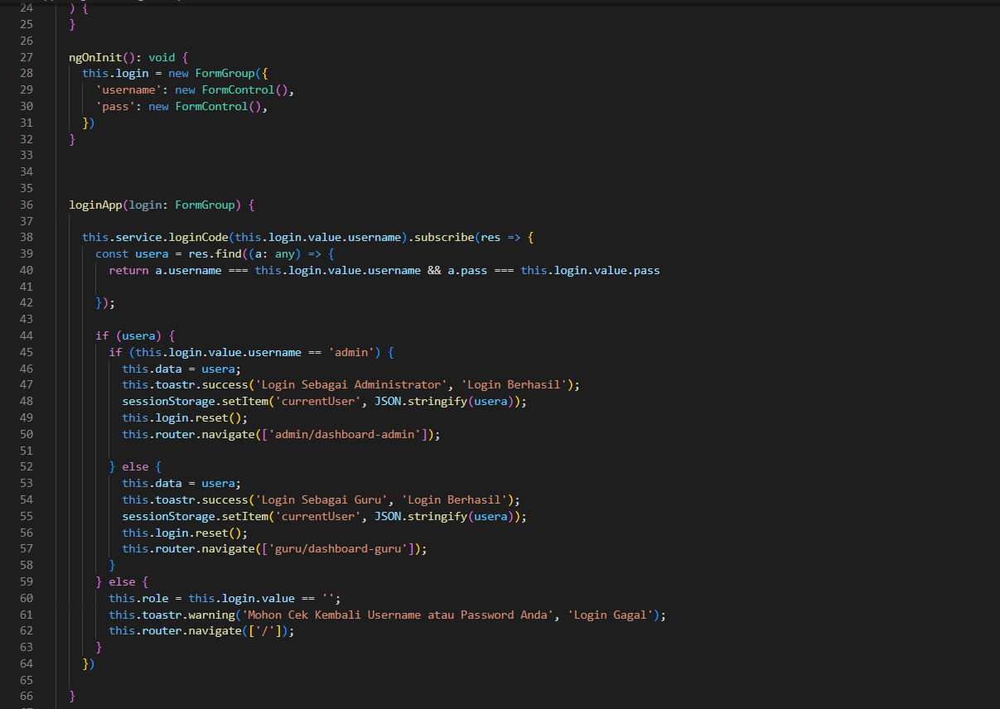 24 ) {
25 }
26
27 ngOnInit(): void {
28 this.login = new FormGroup({
29 'username': new FormControl(),
30 'pass': new FormControl(),
31 })
32 }
33
34
35
36 loginApp(login: FormGroup) {
37
38 this.service.loginCode(this.login.value.username).subscribe(res => {
39 const usera = res.find((a: any) => {
40 return a.username === this.login.value.username && a.pass === this.login.value.pass
41
42 });
43
44 if (usera) {
45 if (this.login.value.username == 'admin') {
46 this.data = usera;
47 this.toastr.success('Login Sebagai Administrator', 'Login Berhasil');
48 sessionStorage.setItem('currentUser', JSON.stringify(usera));
49 this.login.reset();
50 this.router.navigate(['admin/dashboard-admin']);
51
52 } else {
53 this.data = usera;
54 this.toastr.success('Login Sebagai Guru', 'Login Berhasil');
55 sessionStorage.setItem('currentUser', JSON.stringify(usera));
56 this.login.reset();
57 this.router.navigate(['guru/dashboard-guru']);
58 }
59 } else {
60 this.role = this.login.value == '';
61 this.toastr.warning('Mohon Cek Kembali Username atau Password Anda', 'Login Gagal');
62 this.router.navigate(['/']);
63 }
64 })
65
66 }